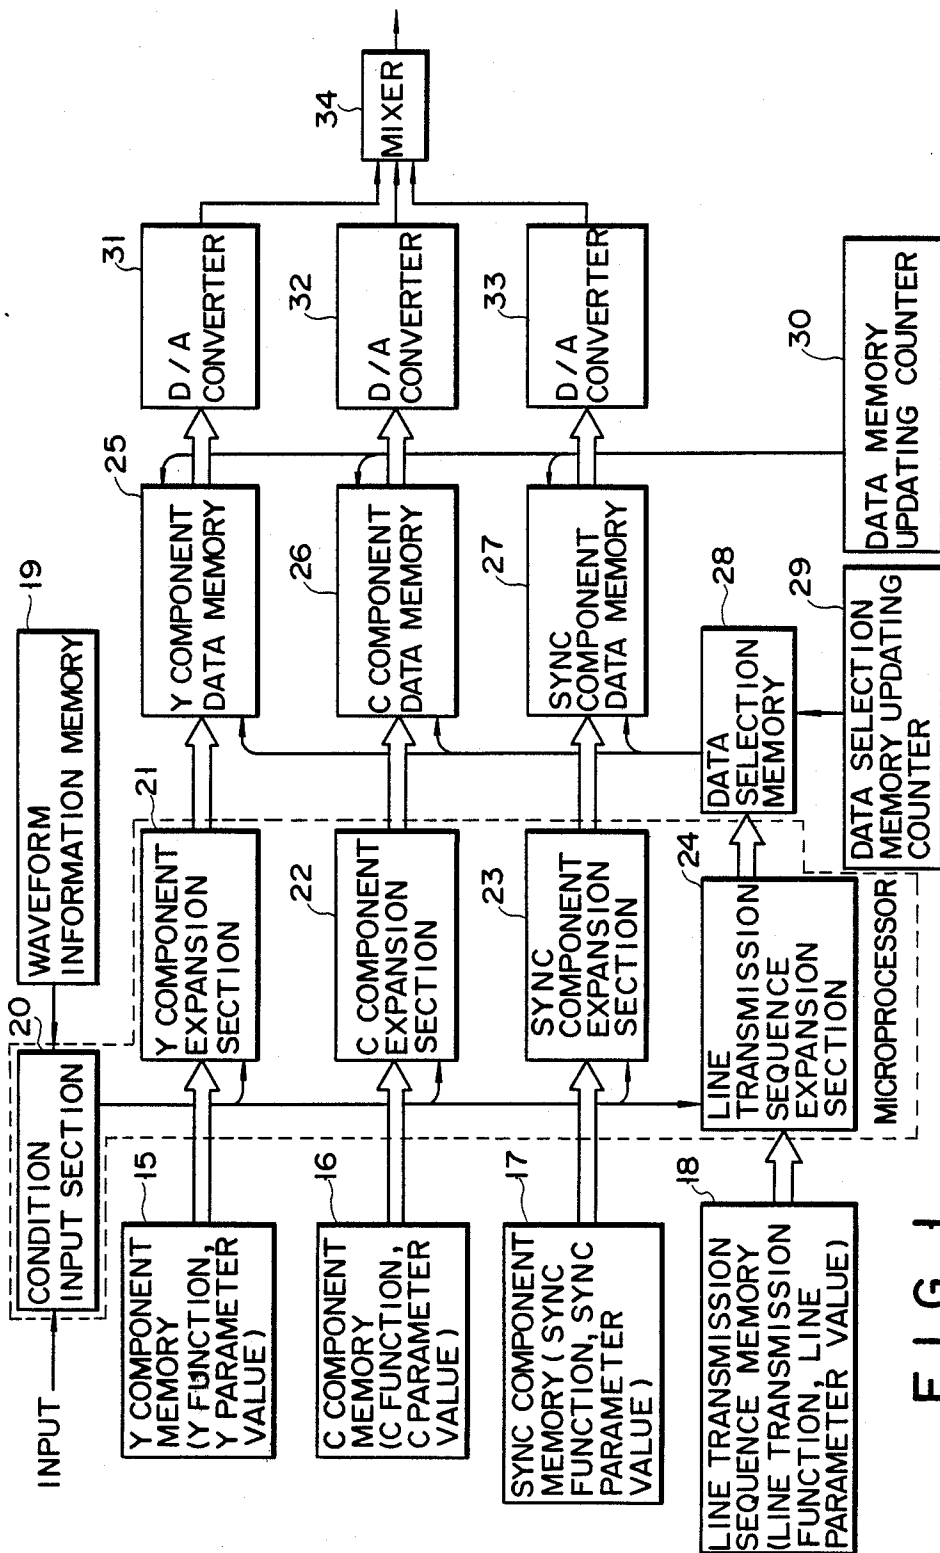 INPUT
CONDITION
INPUT SECTION
20
WAVEFORM
INFORMATION MEMORY
19
Y COMPONENT
MEMORY
(Y FUNCTION,
Y PARAMETER
VALUE)
15
Y COMPONENT
EXPANSION
SECTION
21
Y COMPONENT
DATA MEMORY
25
D/A
CONVERTER
31
C COMPONENT
MEMORY
(C FUNCTION,
C PARAMETER
VALUE)
16
C COMPONENT
EXPANSION
SECTION
22
C COMPONENT
DATA MEMORY
26
D/A
CONVERTER
32
MIXER
34
SYNC COMPONENT
MEMORY (SYNC
FUNCTION, SYNC
PARAMETER
VALUE)
17
SYNC
COMPONENT
EXPANSION
SECTION
23
SYNC
COMPONENT
DATA MEMORY
27
D/A
CONVERTER
33
LINE TRANSMISSION
SEQUENCE MEMORY
(LINE TRANSMISSION
FUNCTION, LINE
PARAMETER VALUE)
18
LINE
TRANSMISSION
SEQUENCE
EXPANSION
SECTION
24
MICROPROCESSOR
DATA
SELECTION
MEMORY
28
DATA SELECTION
MEMORY UPDATING
COUNTER
29
DATA MEMORY
UPDATING COUNTER
30
FIG. 1